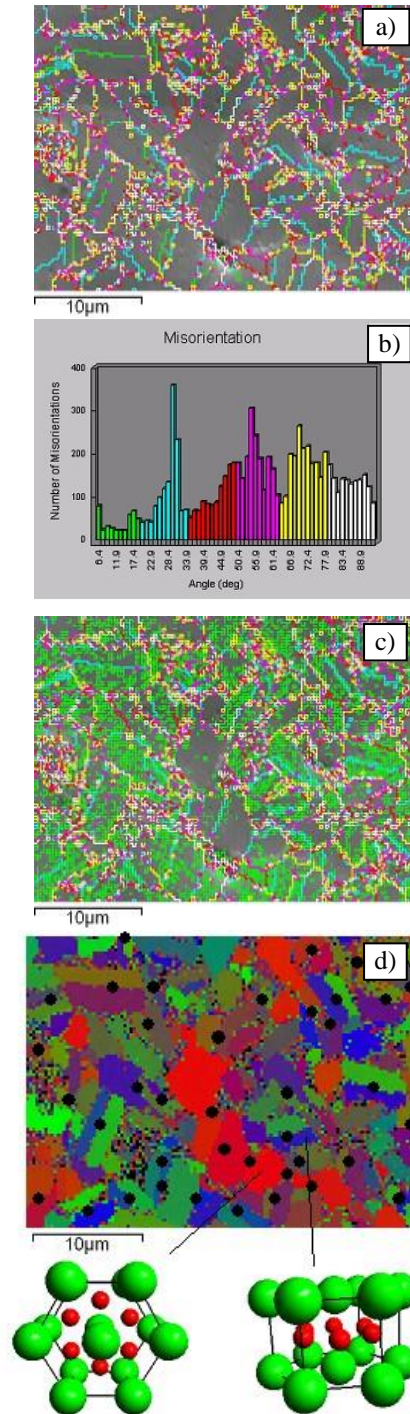 a)
10µm
Misorientation
b)
Number of Misorientations
400
300
200
100
0
6.4 11.9 17.4 22.9 28.4 33.9 39.4 44.9 50.4 55.9 61.4 66.9 72.4 77.9 83.4 88.9
Angle (deg)
c)
10µm
d)
10µm